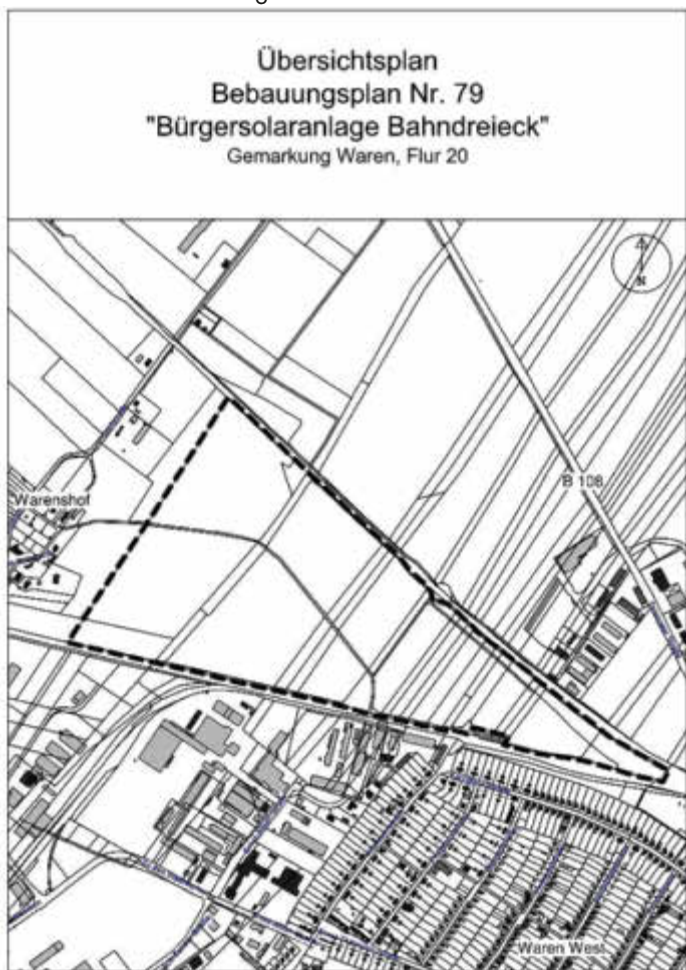 Übersichtsplan
Bebauungsplan Nr. 79
"Bürgersolaranlage Bahndreieck"
Gemarkung Waren, Flur 20
N
B 108
Warenshof
Waren West